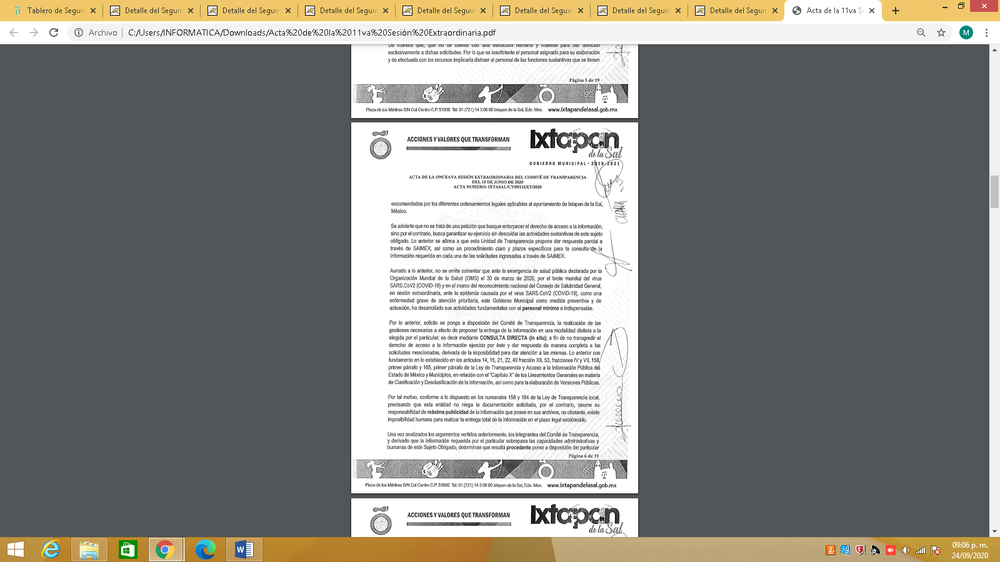 Tablero de Seguir
Detalle del Seguir
Detalle del Seguir
Detalle del Seguir
Detalle del Seguir
Detalle del Seguir
Detalle del Seguir
Detalle del Seguir
Acta de la 11va Se
Archivo
C:/Users/INFORMATICA/Downloads/Acta%20de%20la%2011va%20Sesión%20Extraordinaria.pdf
M
De manera que, que no se cuenta con una estructura humana y material para dar atención
exclusivamente a dichas solicitudes. Por lo que es insuficiente el personal asignado para su elaboración
y de efectuarla con los recursos implicaría distraer al personal de las funciones sustantivas que se tienen
Página 5 de 19
Plaza de los Mártires S/N Col Centro C.P. 51900 Tel: 01 (721) 14 3 06 00 Ixtapan de la Sal, Edo. Mex. www.ixtapandelasal.gob.mx
ACCIONES Y VALORES QUE TRANSFORMAN
Ixtapan
de la Sal
GOBIERNO MUNICIPAL • 2019-2021
ACTA DE LA ONCEAVA SESIÓN EXTRAORDINARIA DEL COMITÉ DE TRANSPARENCIA
DEL 15 DE JUNIO DE 2020
ACTA NUMERO: IXTASAL/CT/0011EXT/2020
encomendadas por los diferentes ordenamientos legales aplicables al ayuntamiento de Ixtapan de la Sal,
México.
Se advierte que no se trata de una petición que busque entorpecer el derecho de acceso a la información,
sino por el contrario, busca garantizar su ejercicio sin descuidar las actividades sustantivas de este sujeto
obligado. Lo anterior se afirma a que esta Unidad de Transparencia propone dar respuesta parcial a
través de SAIMEX, así como un procedimiento claro y plazos específicos para la consulta de la
información requerida en cada una de las solicitudes ingresadas a través de SAIMEX.
Aunado a lo anterior, no se omite comentar que ante la emergencia de salud pública declarada por la
Organización Mundial de la Salud (OMS) el 30 de marzo de 2020, por el brote mundial del virus
SARS.CoV2 (COVID-19) y en el marco del reconocimiento nacional del Consejo de Salubridad General,
en sesión extraordinaria, ante la epidemia causada por el virus SARS.CoV2 (COVID-19), como una
enfermedad grave de atención prioritaria, este Gobierno Municipal como medida preventiva y de
actuación, ha desarrollado sus actividades fundamentales con el personal mínimo e indispensable.
Por lo anterior, solicito se ponga a disposición del Comité de Transparencia, la realización de las
gestiones necesarias a efecto de proponer la entrega de la información en una modalidad distinta a la
elegida por el particular; es decir mediante CONSULTA DIRECTA (in situ); a fin de no transgredir el
derecho de acceso a la información ejercido por éste y dar respuesta de manera completa a las
solicitudes mencionadas, derivada de la imposibilidad para dar atención a las mismas. Lo anterior con
fundamento en lo establecido en los artículos 14, 15, 21, 22, 49 fracción XII, 53, fracciones IV y VII, 158,
primer párrafo y 165, primer párrafo de la Ley de Transparencia y Acceso a la Información Pública del
Estado de México y Municipios, en relación con el "Capítulo X" de los Lineamientos Generales en materia
de Clasificación y Desclasificación de la Información, así como para la elaboración de Versiones Públicas.
Por tal motivo, conforme a lo dispuesto en los numerales 158 y 164 de la Ley de Transparencia local,
precisando que esta entidad no niega la documentación solicitada, por el contrario, asume su
responsabilidad de máxima publicidad de la información que posee en sus archivos, no obstante, existe
imposibilidad humana para realizar la entrega total de la información en el plazo legal establecido.
Una vez analizados los argumentos vertidos anteriormente, los integrantes del Comité de Transparencia,
y derivado que la información requerida por el particular sobrepasa las capacidades administrativas y
humanas de este Sujeto Obligado, determinan que resulta procedente poner a disposición del particular
Página 6 de 19
Plaza de los Mártires S/N Col Centro C.P. 51900 Tel: 01 (721) 14 3 06 00 Ixtapan de la Sal, Edo. Mex. www.ixtapandelasal.gob.mx
ACCIONES Y VALORES QUE TRANSFORMAN
Ixtapan
de la Sal
09:06 p. m.
24/09/2020